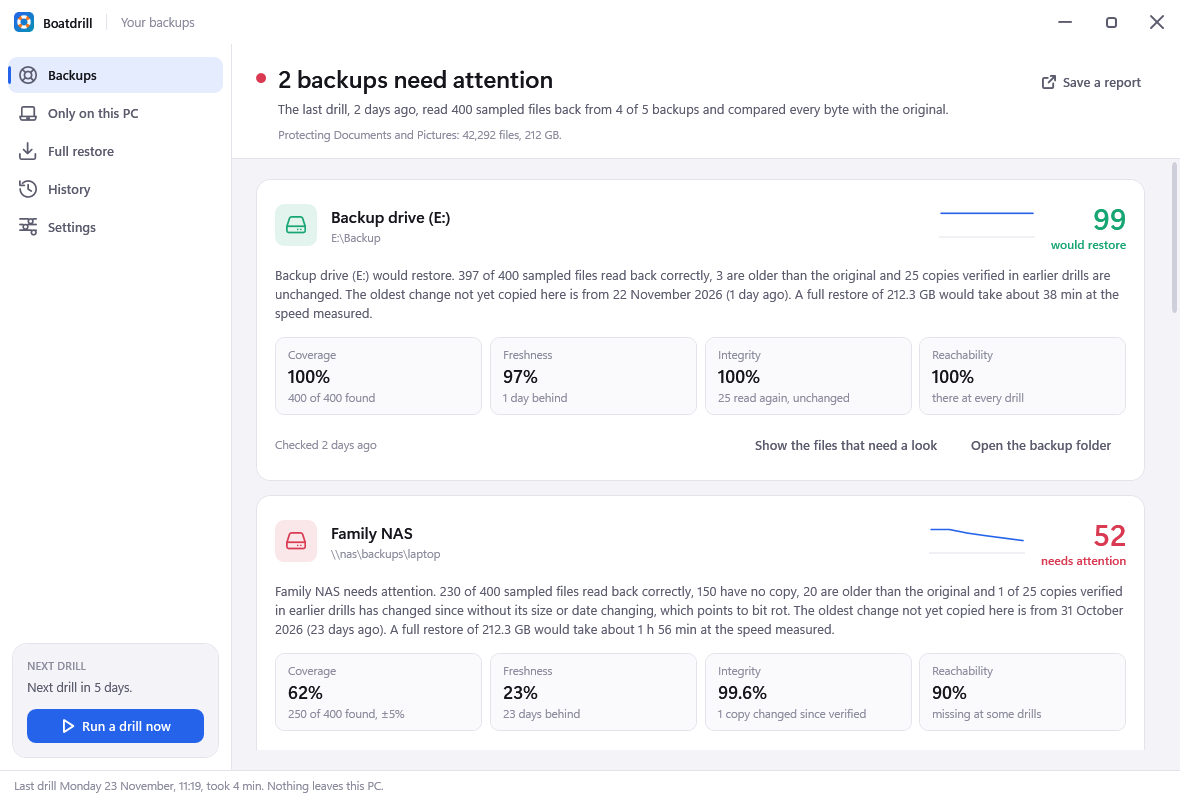 Boatdrill
Your backups
Backups
Only on this PC
Full restore
History
Settings
NEXT DRILL
Next drill in 5 days.
Run a drill now
2 backups need attention
Save a report
The last drill, 2 days ago, read 400 sampled files back from 4 of 5 backups and compared every byte with the original.
Protecting Documents and Pictures: 42,292 files, 212 GB.
Backup drive (E:)
E:\Backup
99
would restore
Backup drive (E:) would restore. 397 of 400 sampled files read back correctly, 3 are older than the original and 25 copies verified in earlier drills are
unchanged. The oldest change not yet copied here is from 22 November 2026 (1 day ago). A full restore of 212.3 GB would take about 38 min at the
speed measured.
Coverage
100%
400 of 400 found
Freshness
97%
1 day behind
Integrity
100%
25 read again, unchanged
Reachability
100%
there at every drill
Checked 2 days ago
Show the files that need a look
Open the backup folder
Family NAS
\\nas\backups\laptop
52
needs attention
Family NAS needs attention. 230 of 400 sampled files read back correctly, 150 have no copy, 20 are older than the original and 1 of 25 copies verified
in earlier drills has changed since without its size or date changing, which points to bit rot. The oldest change not yet copied here is from 31 October
2026 (23 days ago). A full restore of 212.3 GB would take about 1 h 56 min at the speed measured.
Coverage
62%
250 of 400 found, ±5%
Freshness
23%
23 days behind
Integrity
99.6%
1 copy changed since verified
Reachability
90%
missing at some drills
Last drill Monday 23 November, 11:19, took 4 min. Nothing leaves this PC.